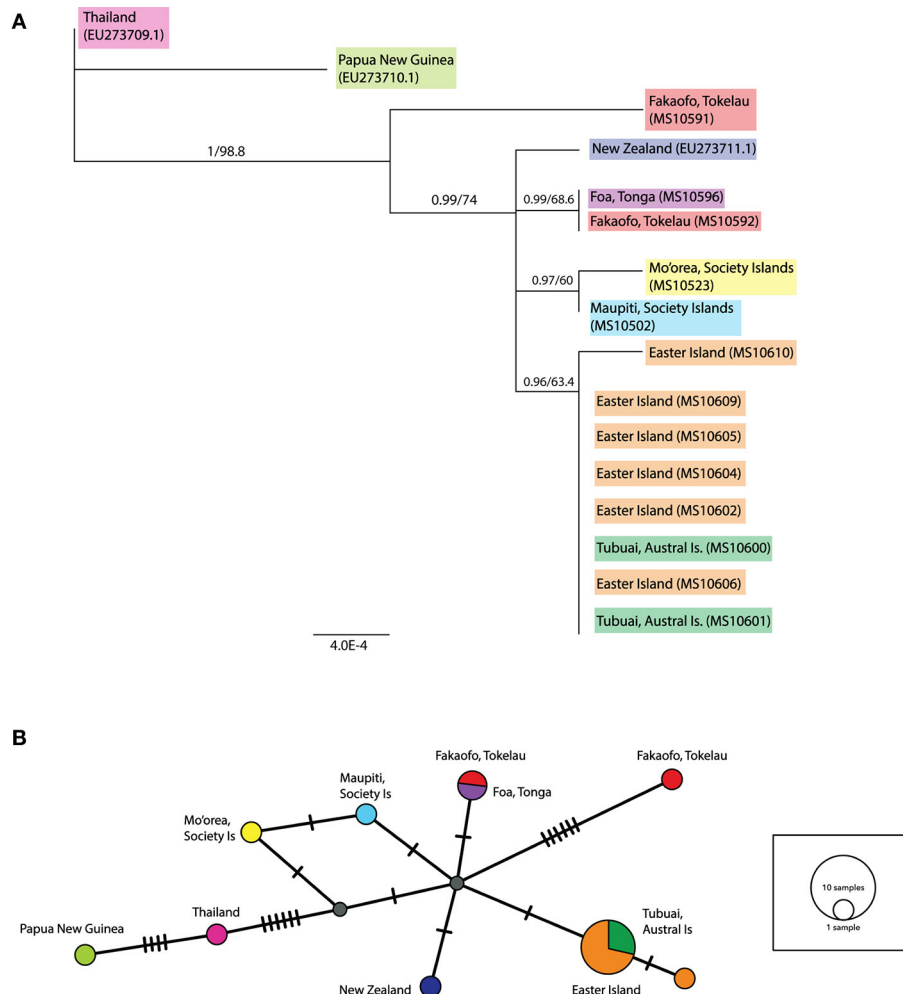 A
Thailand
(EU273709.1)
Papua New Guinea
(EU273710.1)
Fakaofo, Tokelau
(MS10591)
1/98.8
New Zealand (EU273711.1)
0.99/74
0.99/68.6
Foa, Tonga (MS10596)
Fakaofo, Tokelau (MS10592)
Mo'orea, Society Islands
(MS10523)
0.97/60
Maupiti, Society Islands
(MS10502)
Easter Island (MS10610)
0.96/63.4
Easter Island (MS10609)
Easter Island (MS10605)
Easter Island (MS10604)
Easter Island (MS10602)
Tubuai, Austral Is. (MS10600)
Easter Island (MS10606)
Tubuai, Austral Is. (MS10601)
4.0E-4
B
Fakaofo, Tokelau
Fakaofo, Tokelau
Maupiti,
Society Is
Foa, Tonga
Mo'orea,
Society Is
10 samples
1 sample
Thailand
Tubuai,
Austral Is
Papua New Guinea
New Zealand
Easter Island